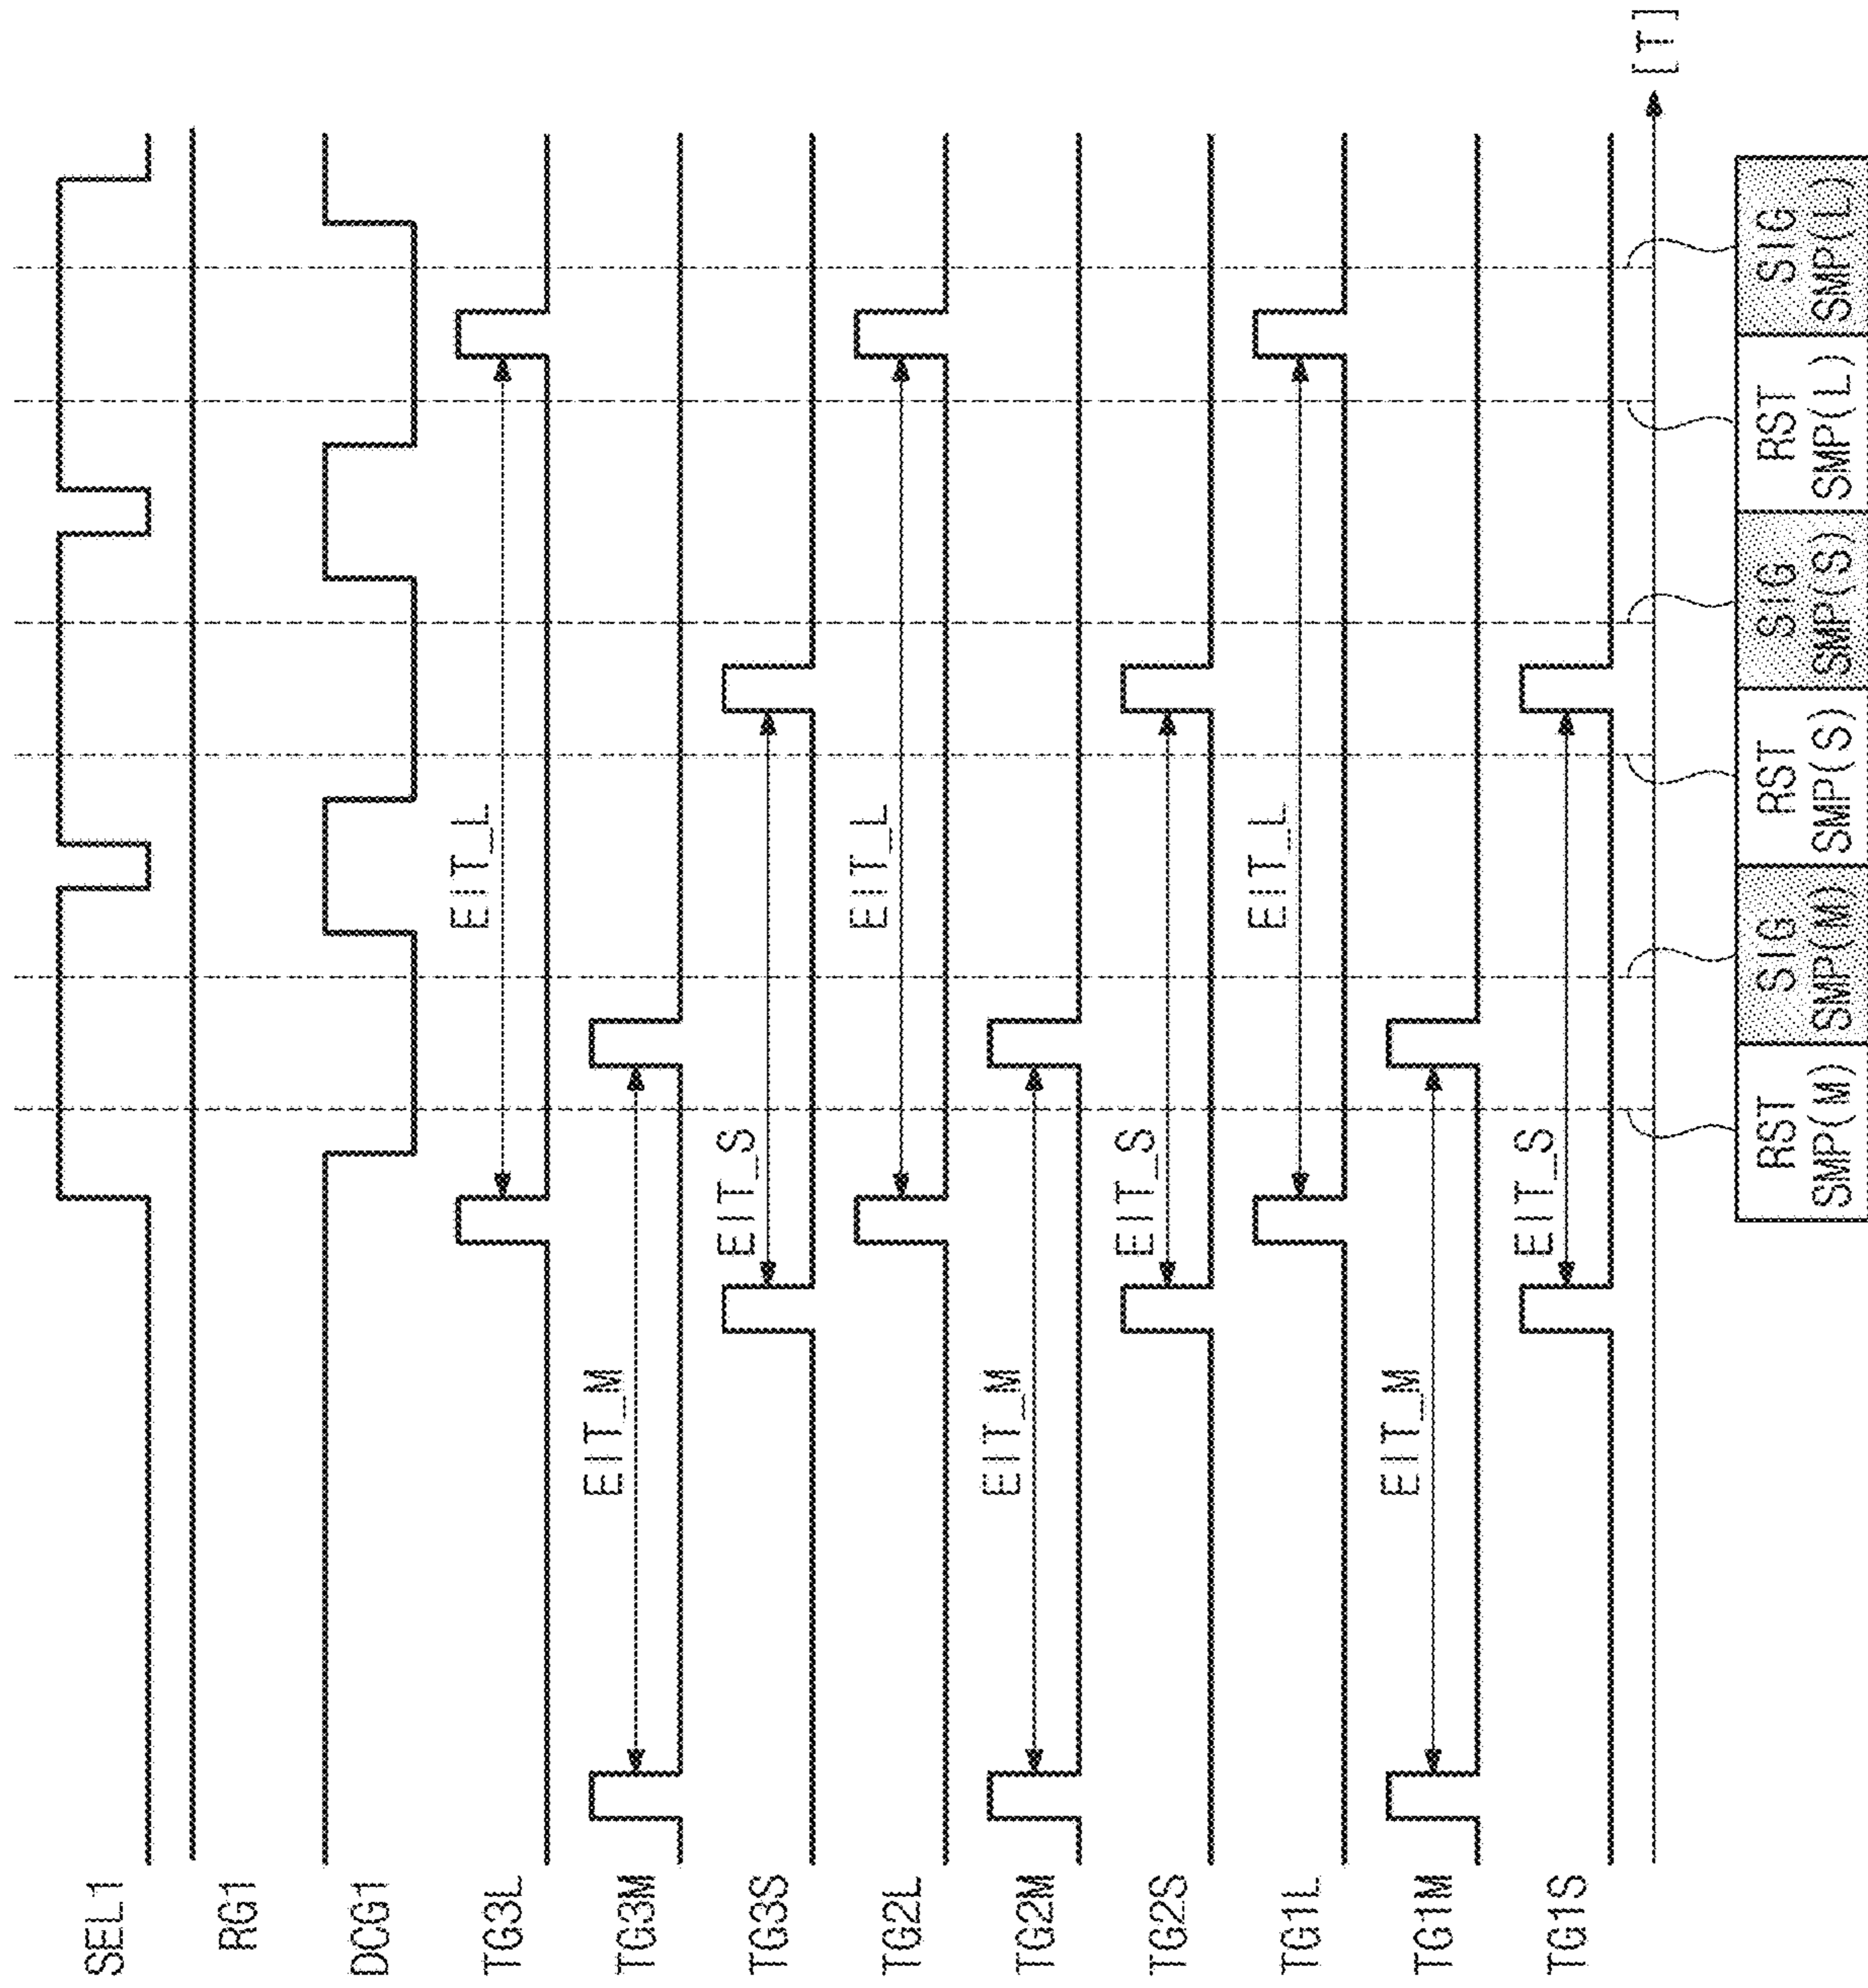 SEL1
RG1
DCG1
TG3L
EIT_L
TG3M
EIT_M
TG3S
EIT_S
TG2L
EIT_L
TG2M
EIT_M
TG2S
EIT_S
TG1L
EIT_L
TG1M
EIT_M
TG1S
EIT_S
[T]
RST
SMP(M)
SIG
SMP(M)
RST
SMP(S)
SIG
SMP(S)
RST
SMP(L)
SIG
SMP(L)